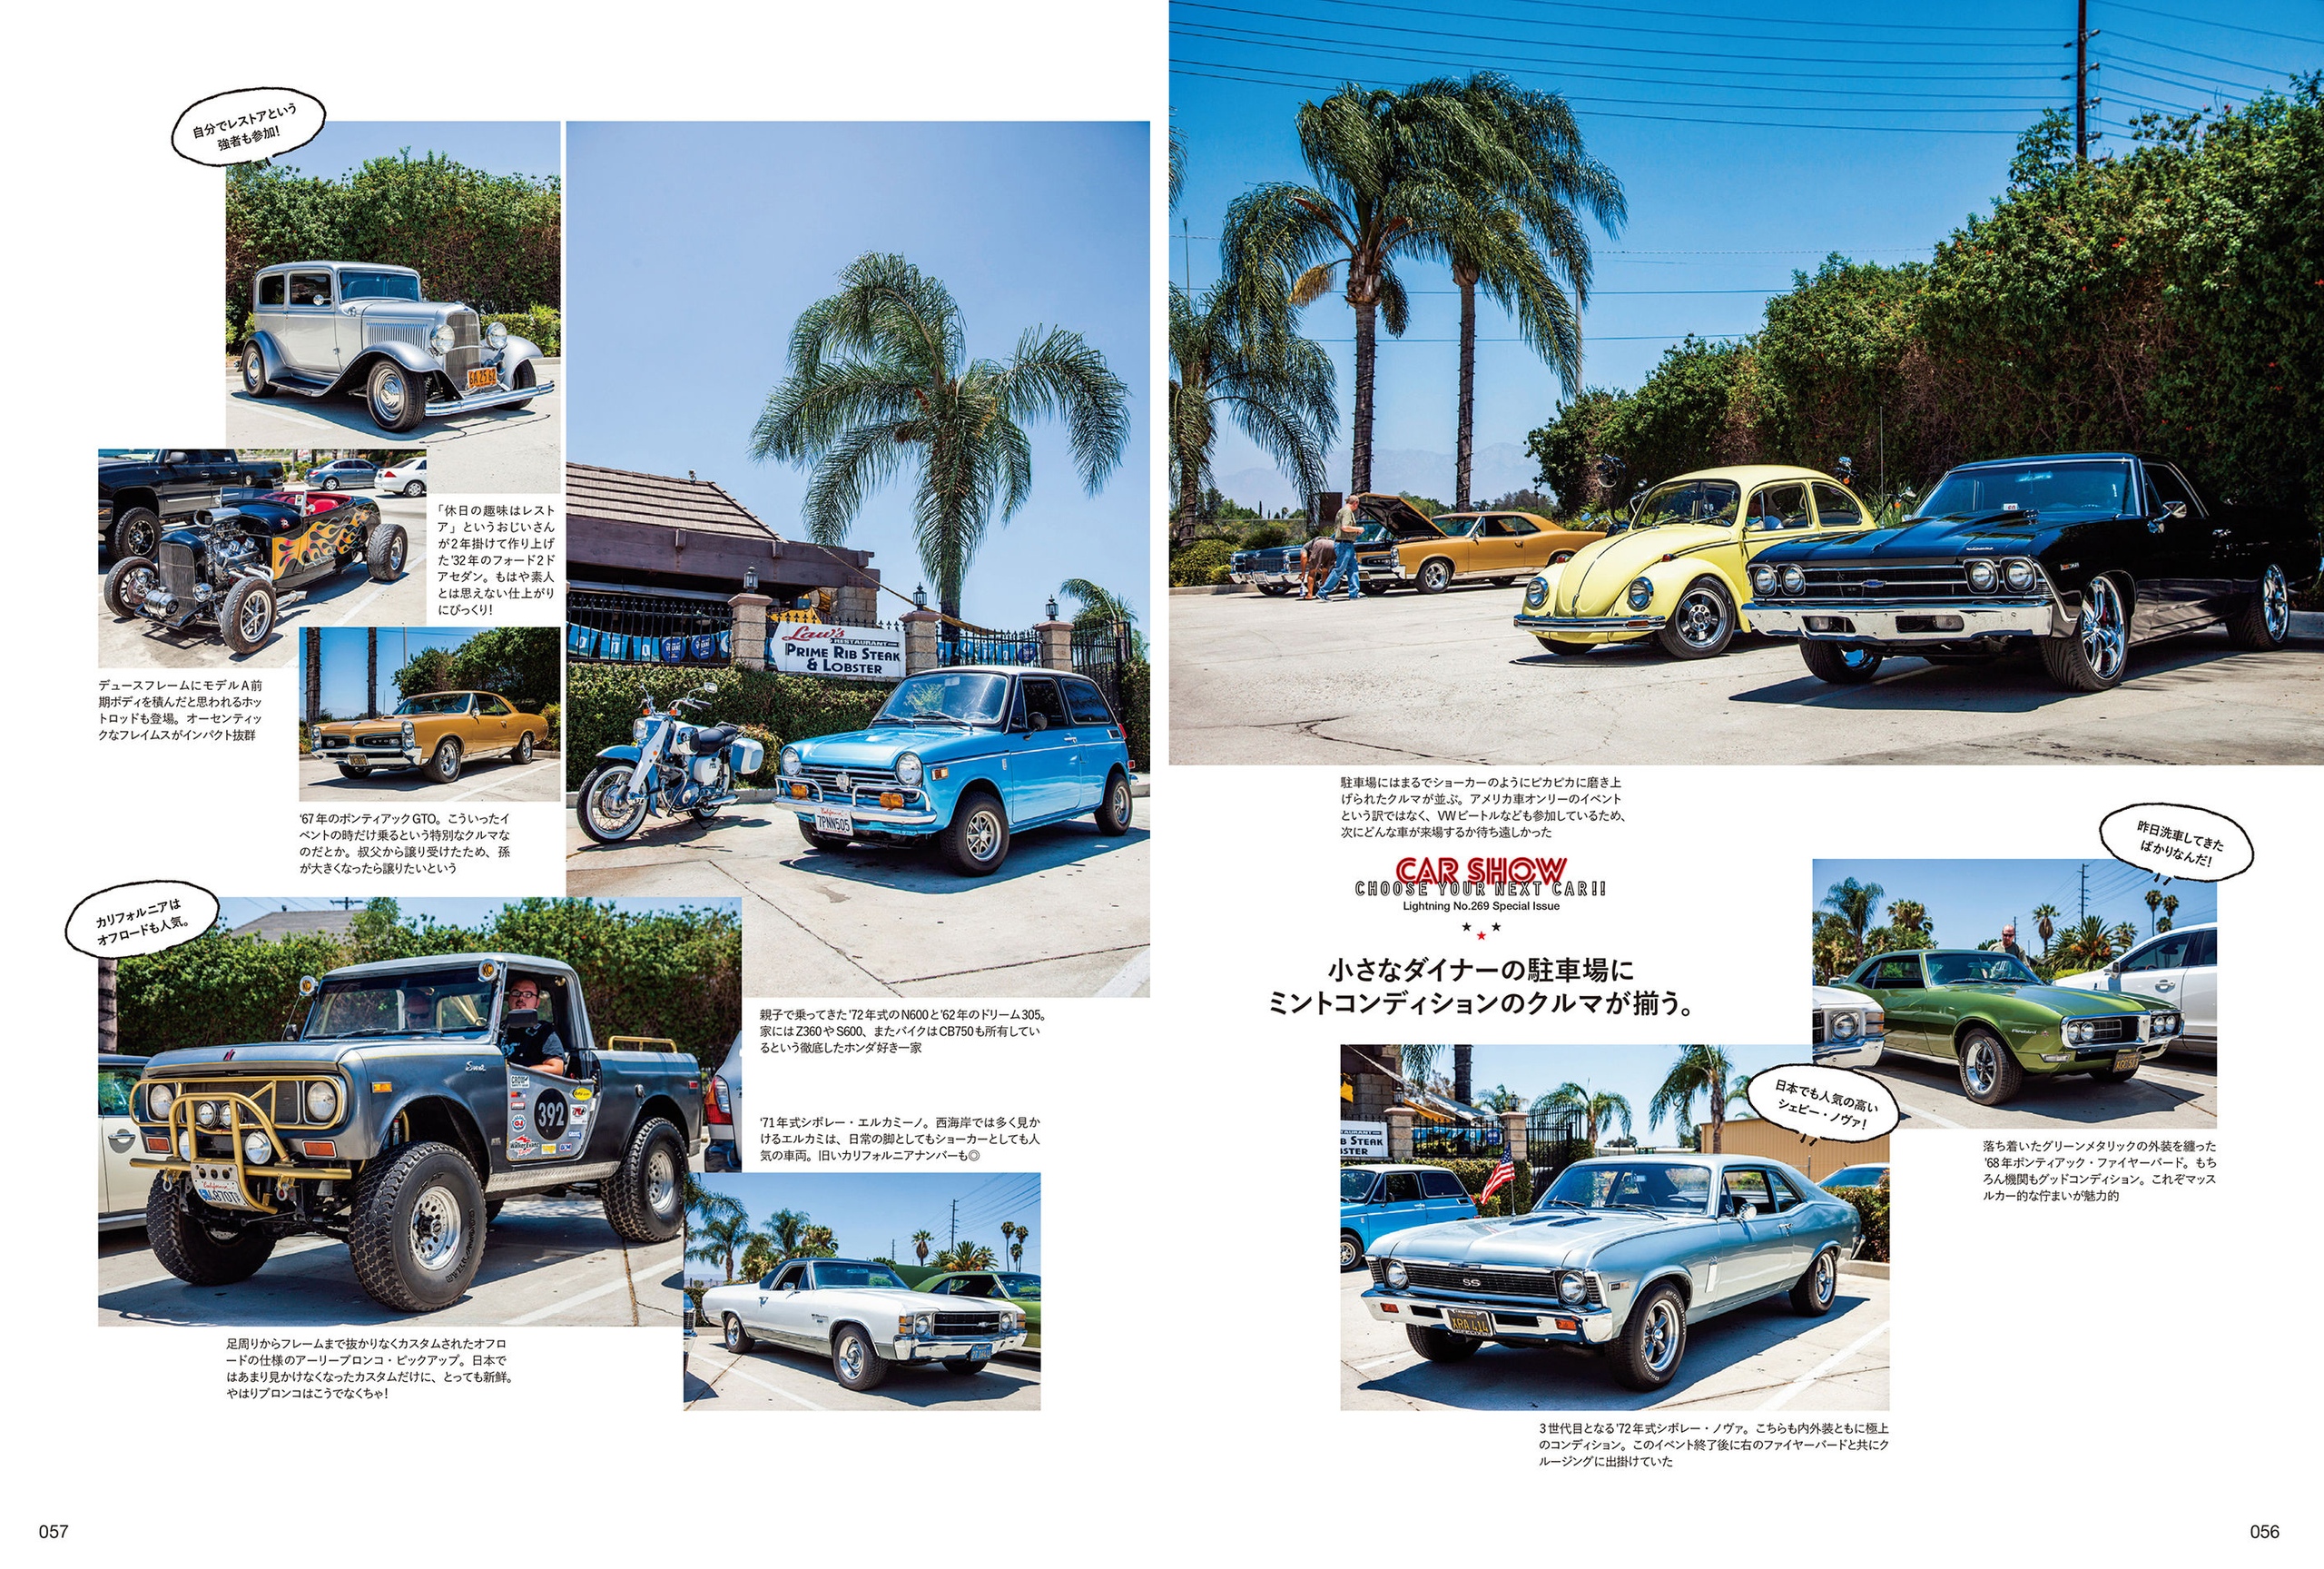 駐車場にはまるでショーカーのようにピカピカに磨き上
げられたクルマが並ぶ。アメリカ車オンリーのイベント
という訳ではなく、VWビートルなども参加しているため、
次にどんな車が来場するか待ち遠しかった
CAR SHOW
CHOOSE YOUR NEXT CAR!!
Lightning No.269 Special Issue
小さなダイナーの駐車場に
ミントコンディションのクルマが揃う。
昨日洗車してきた
ばかりなんだ!
落ち着いたグリーンメタリックの外装を纏った
'68年ポンティアック・ファイヤーバード。もち
ろん機関もグッドコンディション。これぞマッス
ルカー的な佇まいが魅力的
日本でも人気の高い
シェビー・ノヴァ!
AURANT
B STEAK
STER
SS
XRA 414
3世代目となる'72年式シボレー・ノヴァ。こちらも内外装ともに極上
のコンディション。このイベント終了後に右のファイヤーバードと共にク
ルージングに出掛けていた
056
自分でレストアという
強者も参加!
「休日の趣味はレスト
ア」というおじいさん
が2年掛けて作り上げ
た'32年のフォード2ド
アセダン。もはや素人
とは思えない仕上がり
にびっくり!
デュースフレームにモデルA前
期ボディを積んだと思われるホッ
トロッドも登場。オーセンティッ
クなフレイムスがインパクト抜群
'67年のポンティアックGTO。こういったイ
ベントの時だけ乗るという特別なクルマな
のだとか。叔父から譲り受けたため、孫
が大きくなったら譲りたいという
Law's
RESTAURANT
PRIME RIB STEAK
& LOBSTER
California
7PNN505
親子で乗ってきた'72年式のN600と'62年のドリーム305。
家にはZ360やS600、またバイクはCB750も所有してい
るという徹底したホンダ好き一家
'71年式シボレー・エルカミーノ。西海岸では多く見か
けるエルカミは、日常の脚としてもショーカーとしても人
気の車両。旧いカリフォルニアナンバーも◎
カリフォルニアは
オフロードも人気。
392
足周りからフレームまで抜かりなくカスタムされたオフロ
ードの仕様のアーリーブロンコ・ピックアップ。日本で
はあまり見かけなくなったカスタムだけに、とっても新鮮。
やはりブロンコはこうでなくちゃ!
057